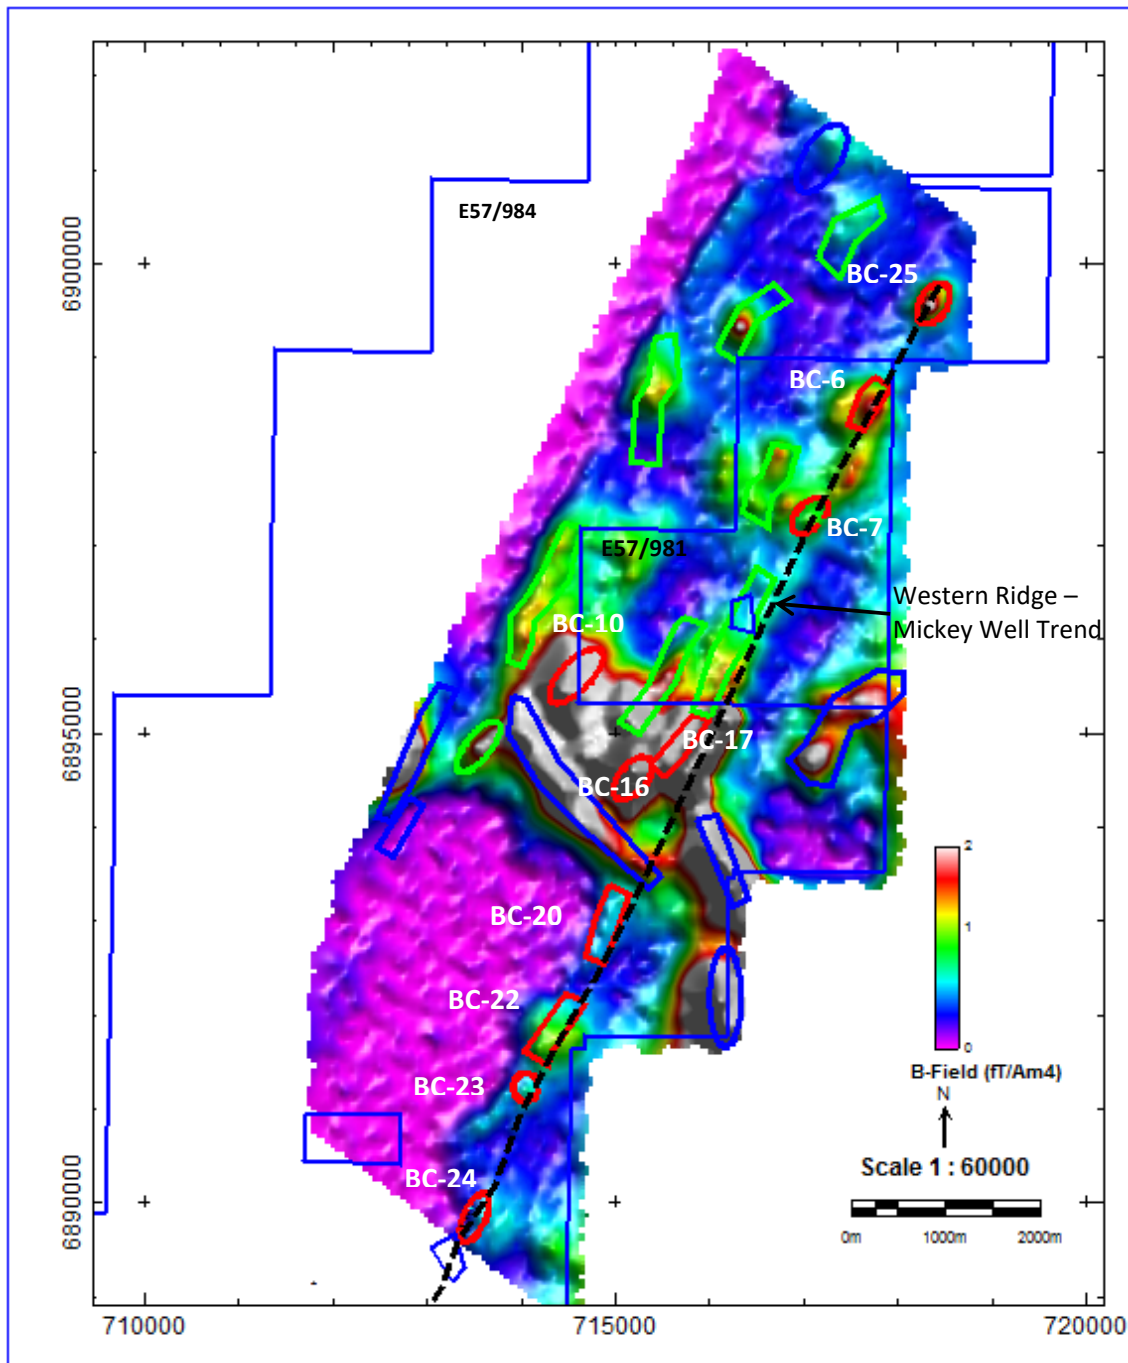 E57/984
6900000
BC-25
BC-6
BC-7
E57/981
Western Ridge –
Mickey Well Trend
BC-10
6895000
BC-17
BC-16
2
BC-20
1
BC-22
0
B-Field (fT/Am4)
BC-23
N
Scale 1 : 60000
BC-24
6890000
0m 1000m 2000m
710000 715000 720000